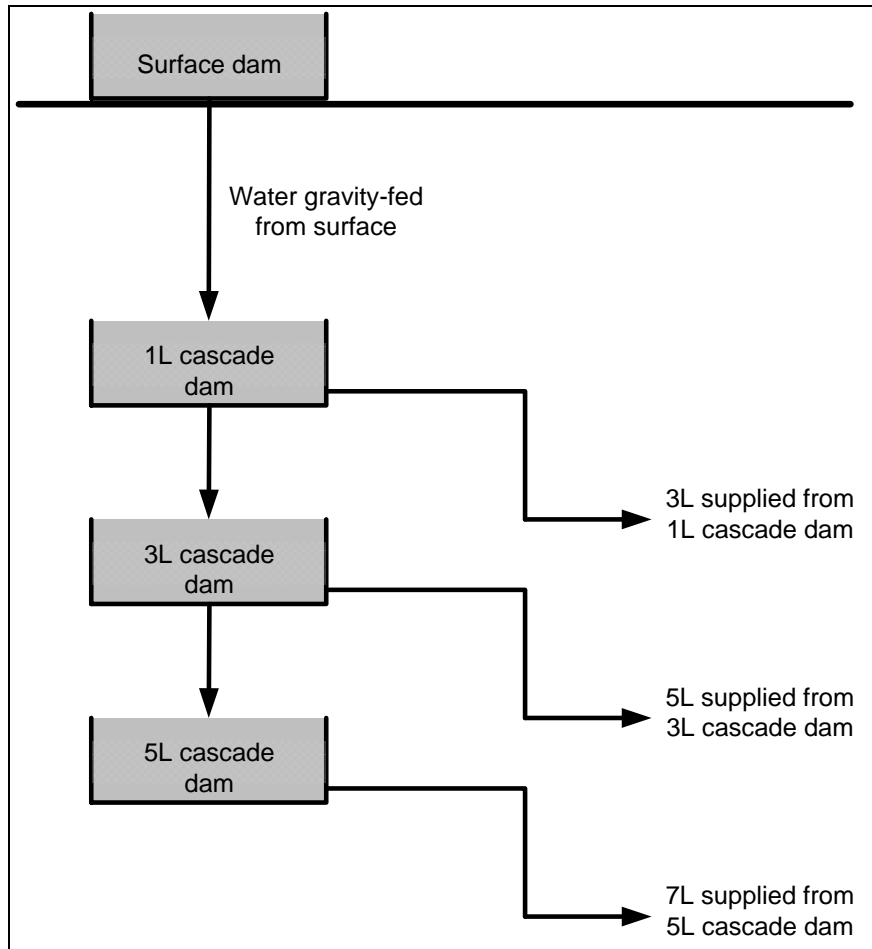 Surface dam
Water gravity-fed
from surface
1L cascade
dam
3L supplied from
1L cascade dam
3L cascade
dam
5L supplied from
3L cascade dam
5L cascade
dam
7L supplied from
5L cascade dam